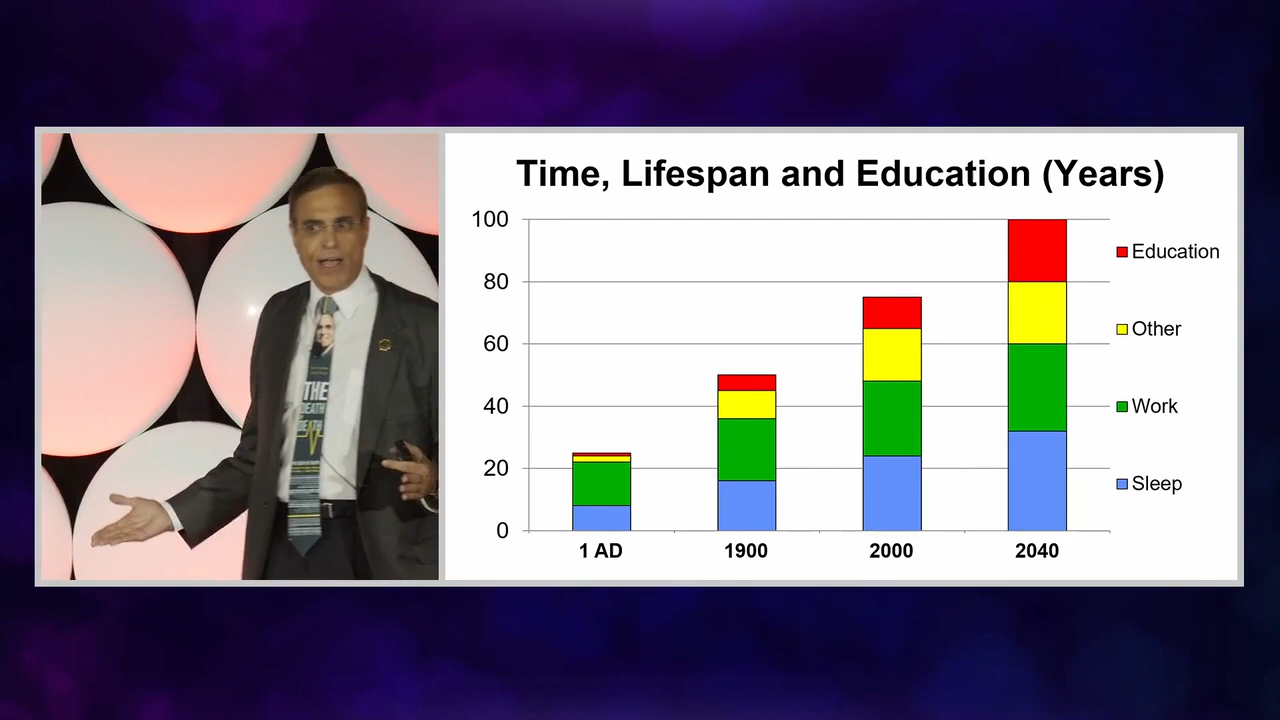 THE
DEATH
DEATH
Time, Lifespan and Education (Years)
100
80
60
40
20
0
1 AD
1900
2000
2040
Education
Other
Work
Sleep